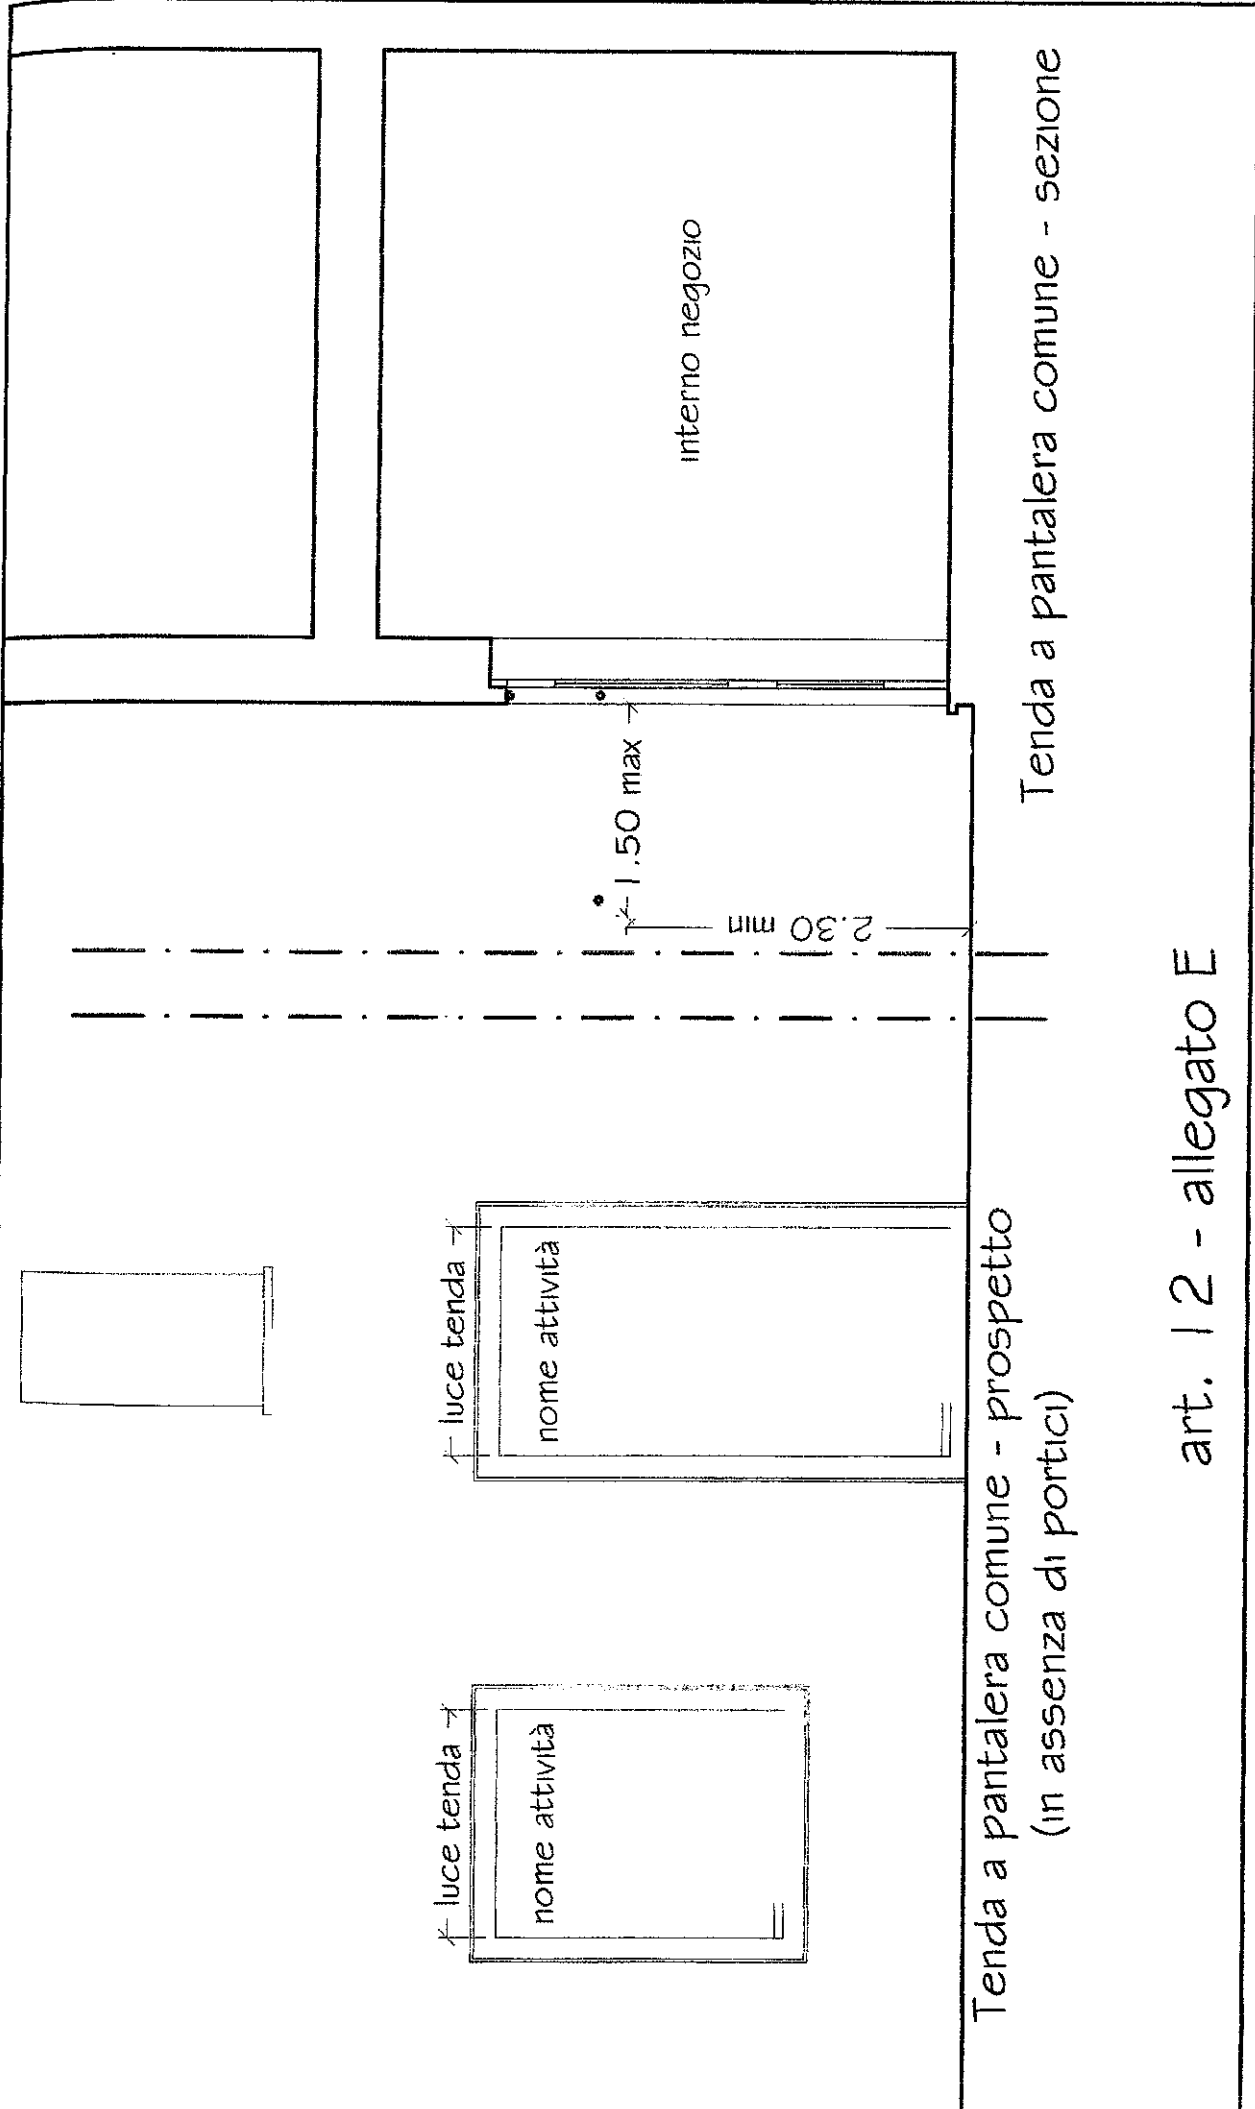 luce tenda
nome attività
luce tenda
nome attività
Tenda a pantalera comune - prospetto
(in assenza di portici)
1.50 max
2.30 min
interno negozio
Tenda a pantalera comune - sezione
art. 12 - allegato E